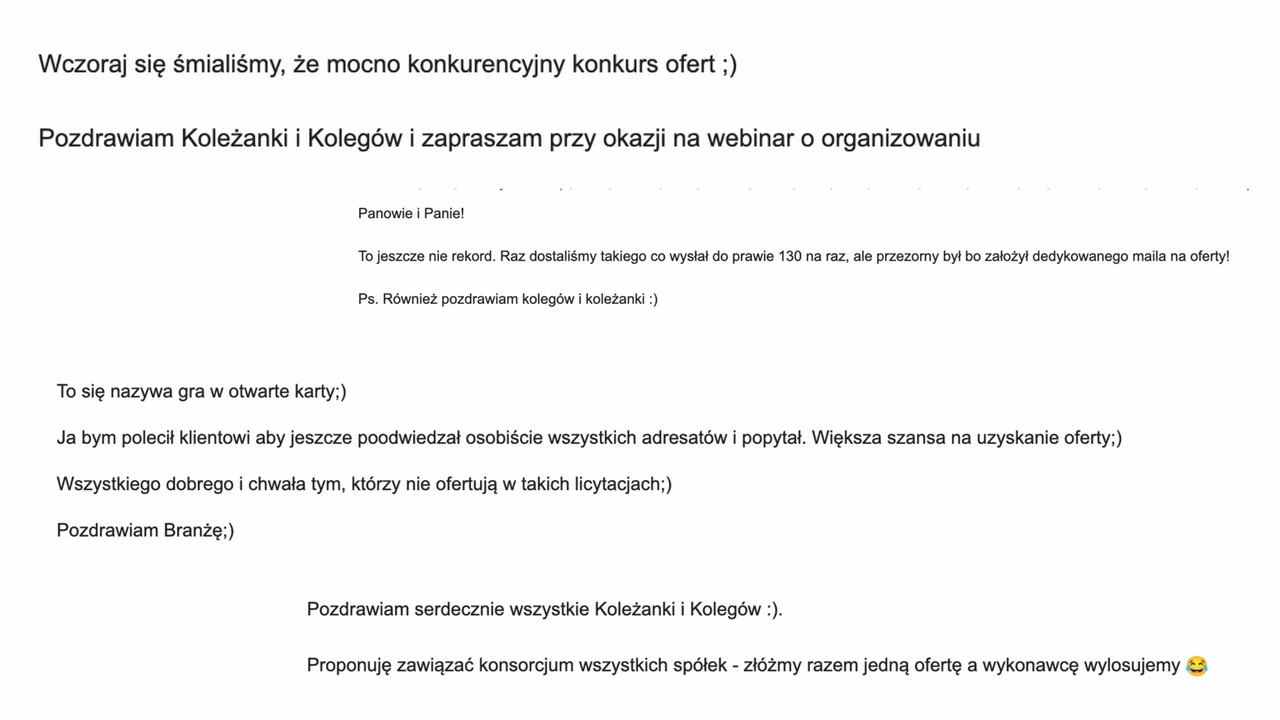 Wczoraj się śmialiśmy, że mocno konkurencyjny konkurs ofert ;)
Pozdrawiam Koleżanki i Kolegów i zapraszam przy okazji na webinar o organizowaniu
Panowie i Panie!
To jeszcze nie rekord. Raz dostaliśmy takiego co wysłał do prawie 130 na raz, ale przezorny był bo założył dedykowanego maila na oferty!
Ps. Również pozdrawiam kolegów i koleżanki :)
To się nazywa gra w otwarte karty;)
Ja bym polecił klientowi aby jeszcze poodwiedzał osobiście wszystkich adresatów i popytał. Większa szansa na uzyskanie oferty;)
Wszystkiego dobrego i chwała tym, którzy nie ofertują w takich licytacjach;)
Pozdrawiam Branżę;)
Pozdrawiam serdecznie wszystkie Koleżanki i Kolegów :).
Proponuję zawiązać konsorcjum wszystkich spółek - złóżmy razem jedną ofertę a wykonawcę wylosujemy 😂